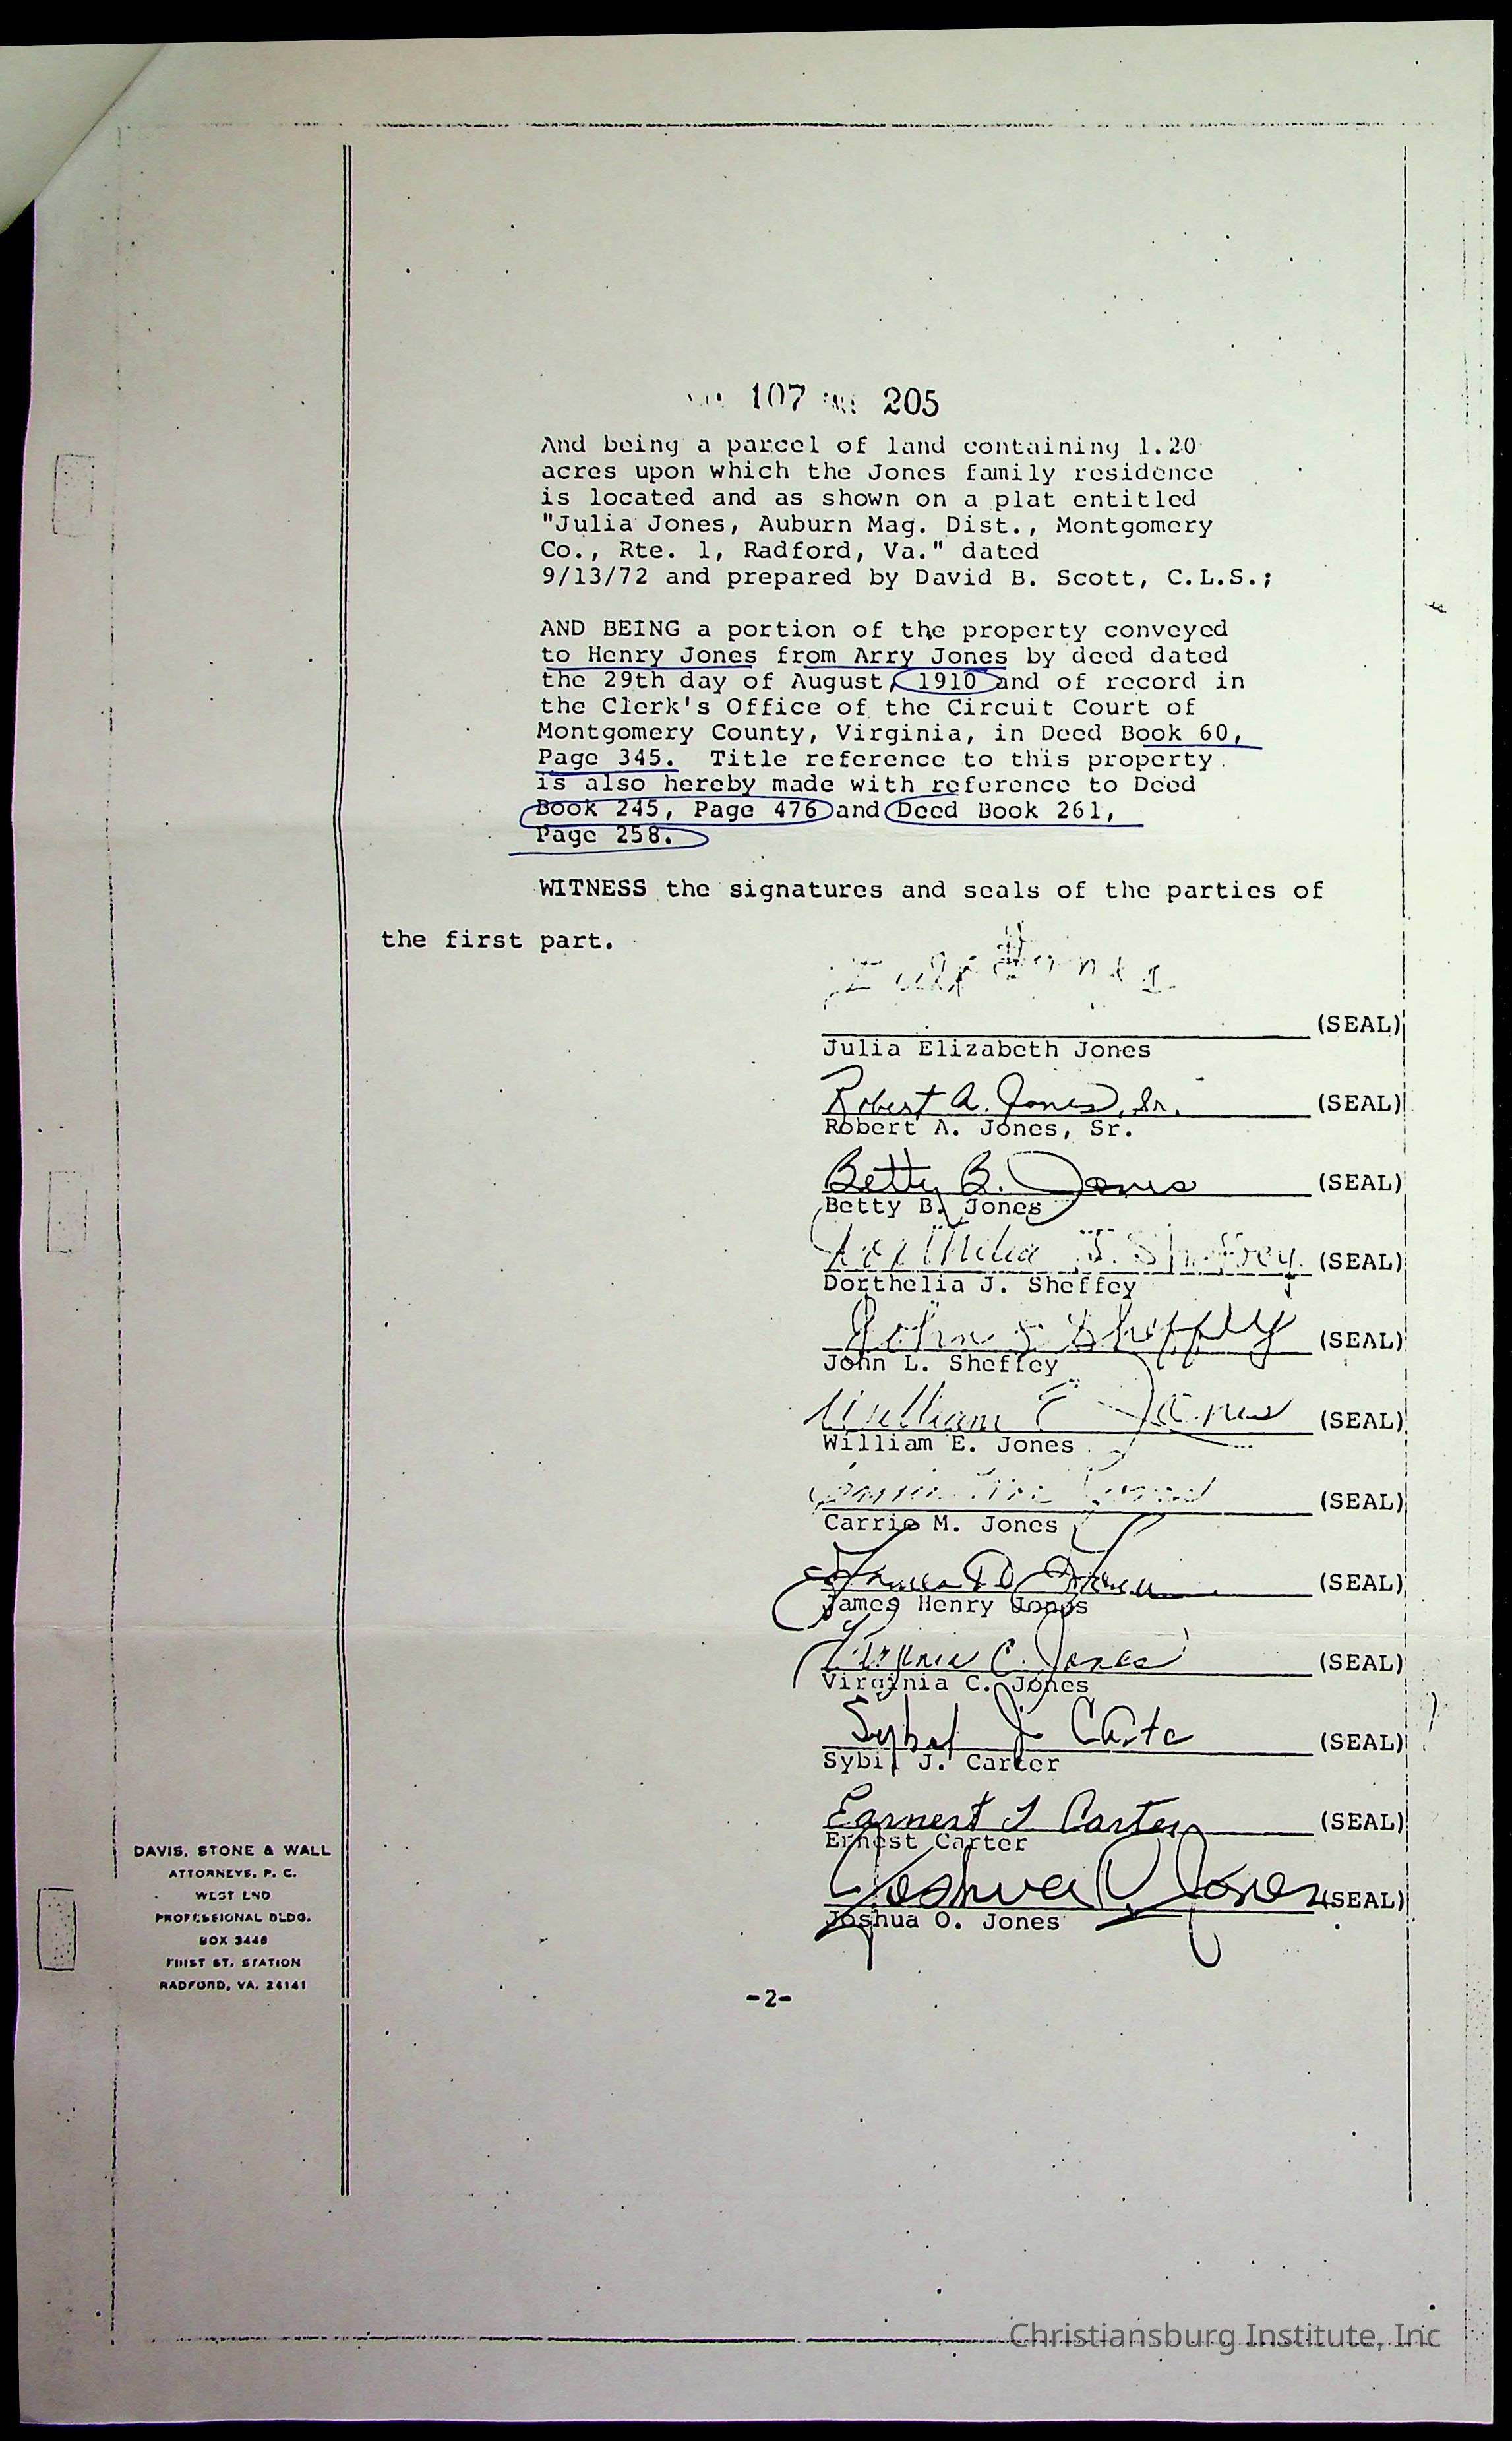 107 205
And being a parcel of land containing 1.20
acres upon which the Jones family residence
is located and as shown on a plat entitled
"Julia Jones, Auburn Mag. Dist., Montgomery
Co., Rte. 1, Radford, Va." dated
9/13/72 and prepared by David B. Scott, C.L.S.;
AND BEING a portion of the property conveyed
to Henry Jones from Arry Jones by deed dated
the 29th day of August, 1910 and of record in
the Clerk's Office of the Circuit Court of
Montgomery County, Virginia, in Deed Book 60,
Page 345. Title reference to this property
is also hereby made with reference to Deed
Book 245, Page 476 and Deed Book 261,
Page 258.
WITNESS the signatures and seals of the parties of
the first part.
(SEAL)
Julia Elizabeth Jones
Robert A. Jones, Sr. (SEAL)
Robert A. Jones, Sr.
Betty B. Jones (SEAL)
Betty B. Jones
Dorthelia J. Sheffey (SEAL)
Dorthelia J. Sheffey
John L. Sheffey (SEAL)
John L. Sheffey
William E Jones (SEAL)
William E. Jones
(SEAL)
Carrie M. Jones
(SEAL)
James Henry Jones
Virginia C. Jones (SEAL)
Virginia C. Jones
Sybil J. Carter (SEAL)
Sybil J. Carter
Earnest L Carter (SEAL)
Ernest Carter
Joshua O. Jones (SEAL)
Joshua O. Jones
DAVIS, STONE & WALL
ATTORNEYS, P. C.
WEST END
PROFESSIONAL BLDG.
BOX 3448
FIRST ST. STATION
RADFORD, VA. 24141
-2-
Christiansburg Institute, Inc